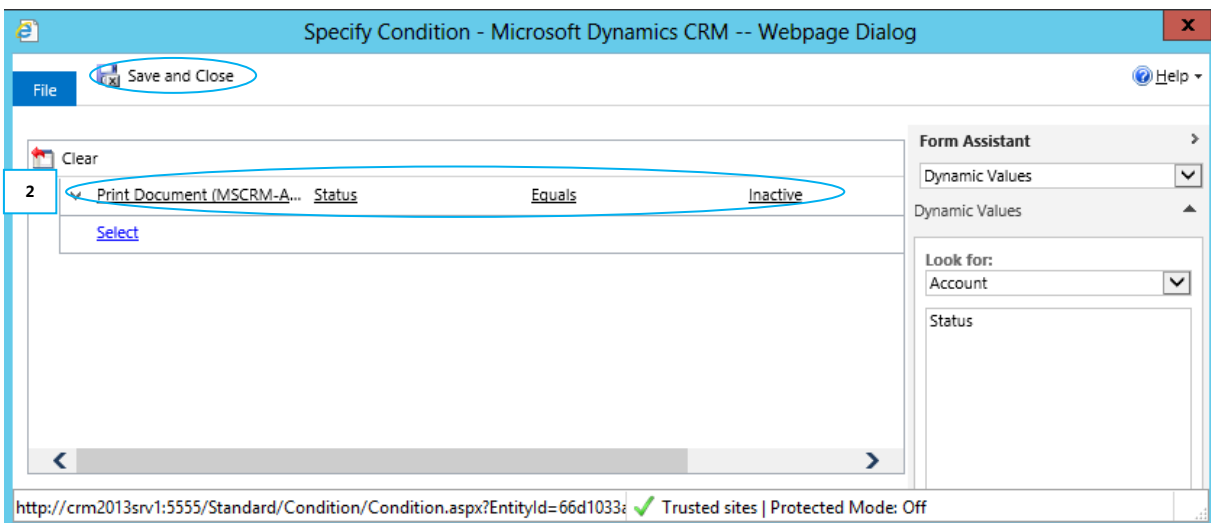 Specify Condition - Microsoft Dynamics CRM -- Webpage Dialog
x
File
Save and Close
Help
Clear
2
Print Document (MSCRM-A... Status Equals Inactive
Select
Form Assistant
Dynamic Values
Dynamic Values
Look for:
Account
Status
http://crm2013srv1:5555/Standard/Condition/Condition.aspx?EntityId=66d1033a Trusted sites | Protected Mode: Off